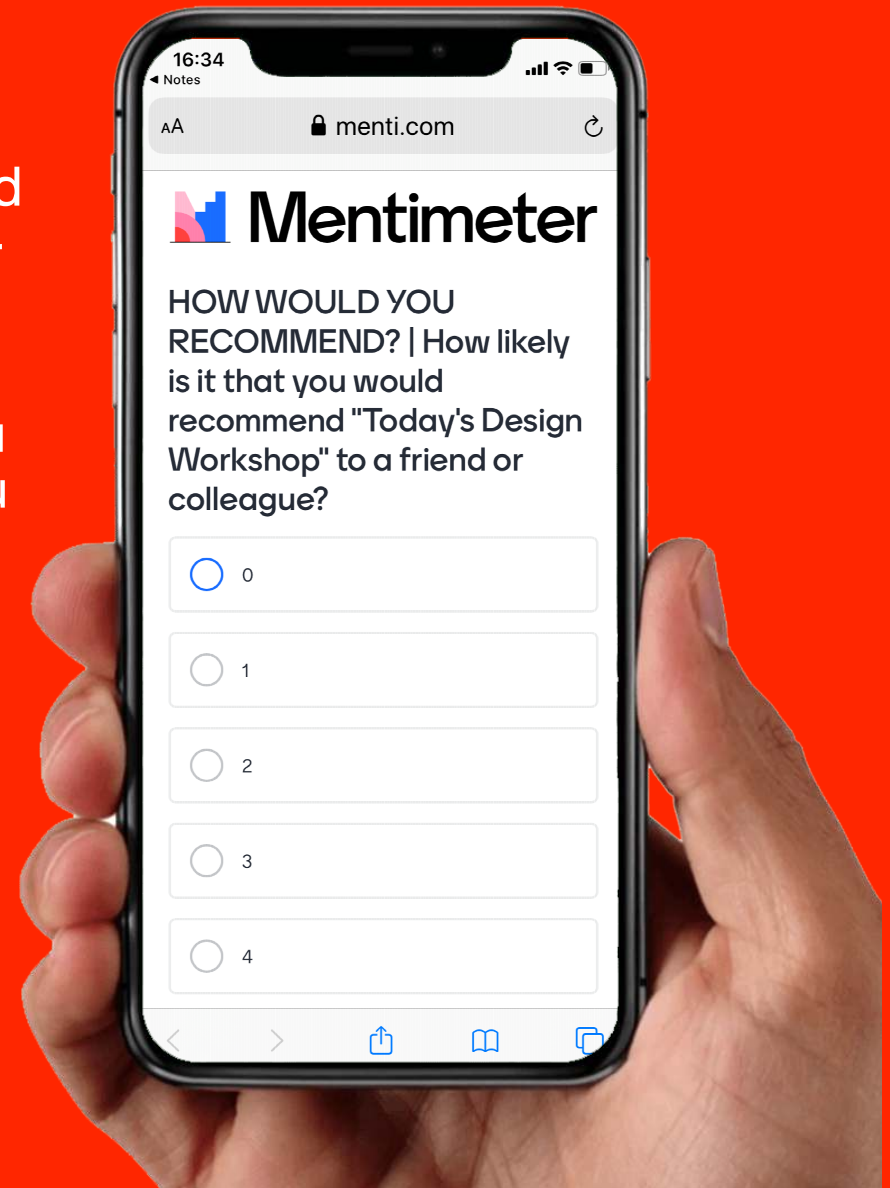 16:34
◀ Notes
AA
menti.com
Mentimeter
HOW WOULD YOU
RECOMMEND? | How likely
is it that you would
recommend "Today's Design
Workshop" to a friend or
colleague?
0
1
2
3
4